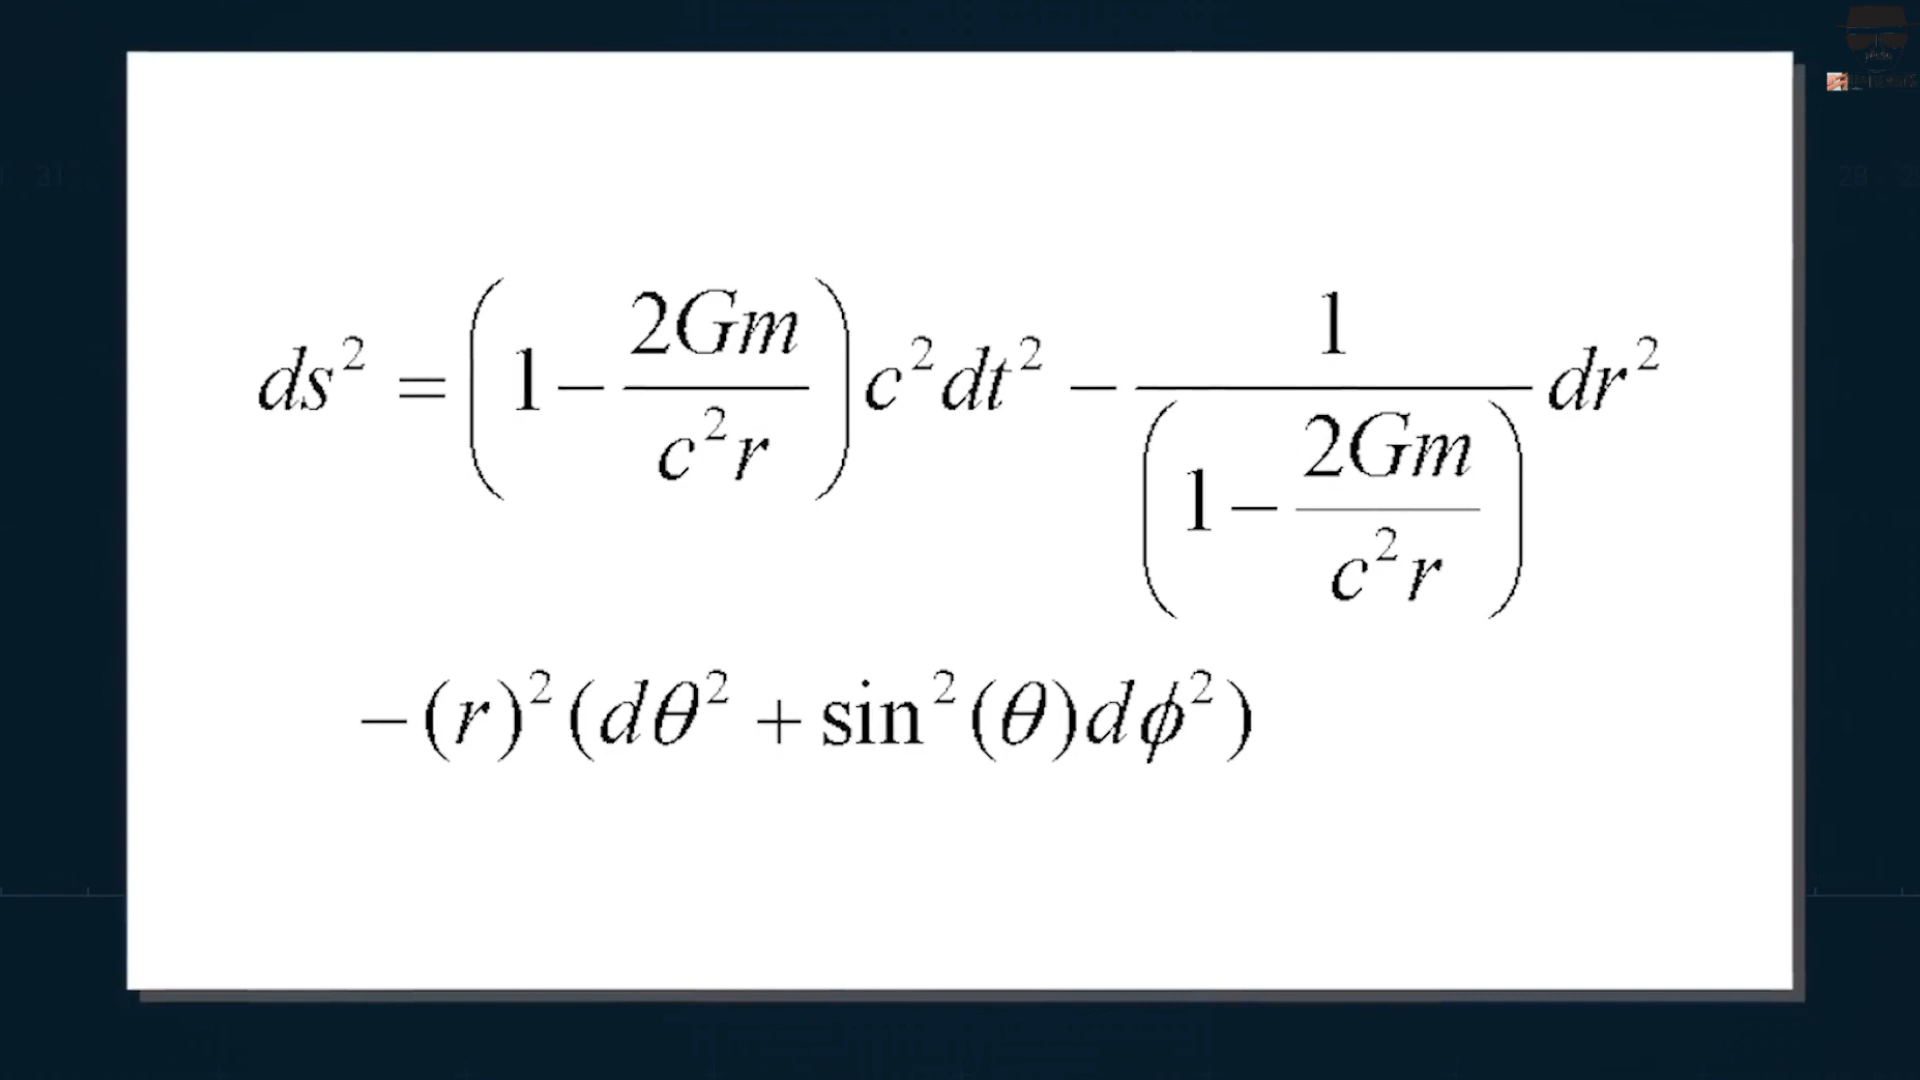 ds² = (1 − 2Gm / c²r) c²dt² − 1 / (1 − 2Gm / c²r) dr²
−(r)²(dθ² + sin²(θ)dϕ²)